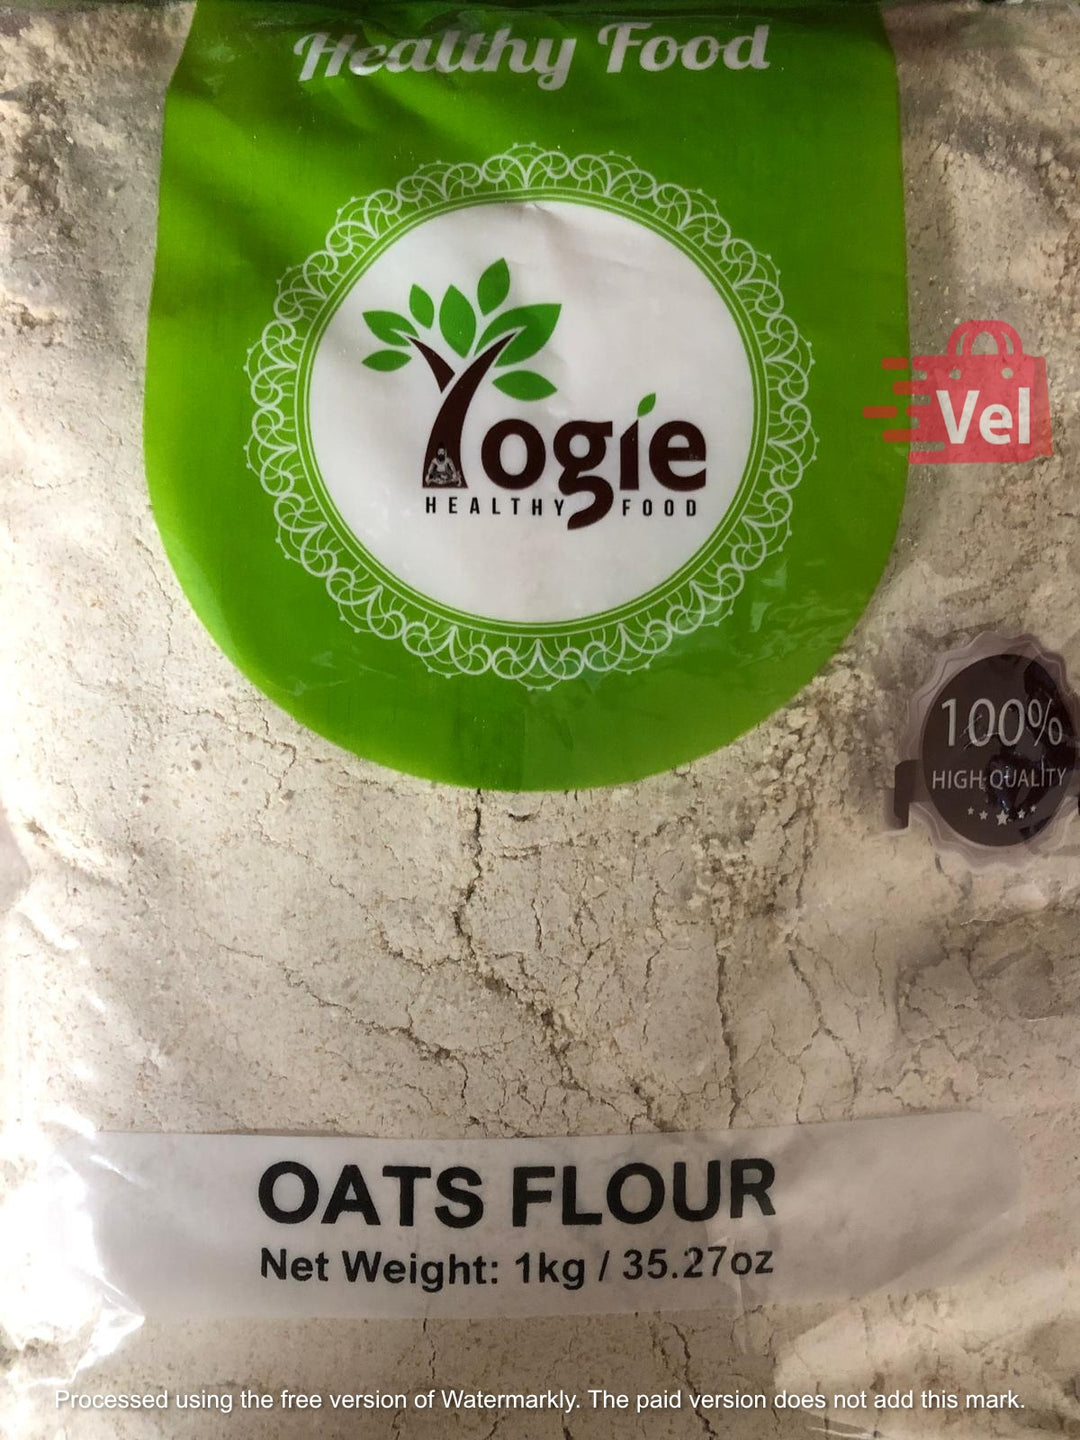 Healthy Food
Yogie
HEALTHY FOOD
Vel
100%
HIGH QUALITY
OATS FLOUR
Net Weight: 1kg / 35.27oz
Processed using the free version of Watermarkly. The paid version does not add this mark.